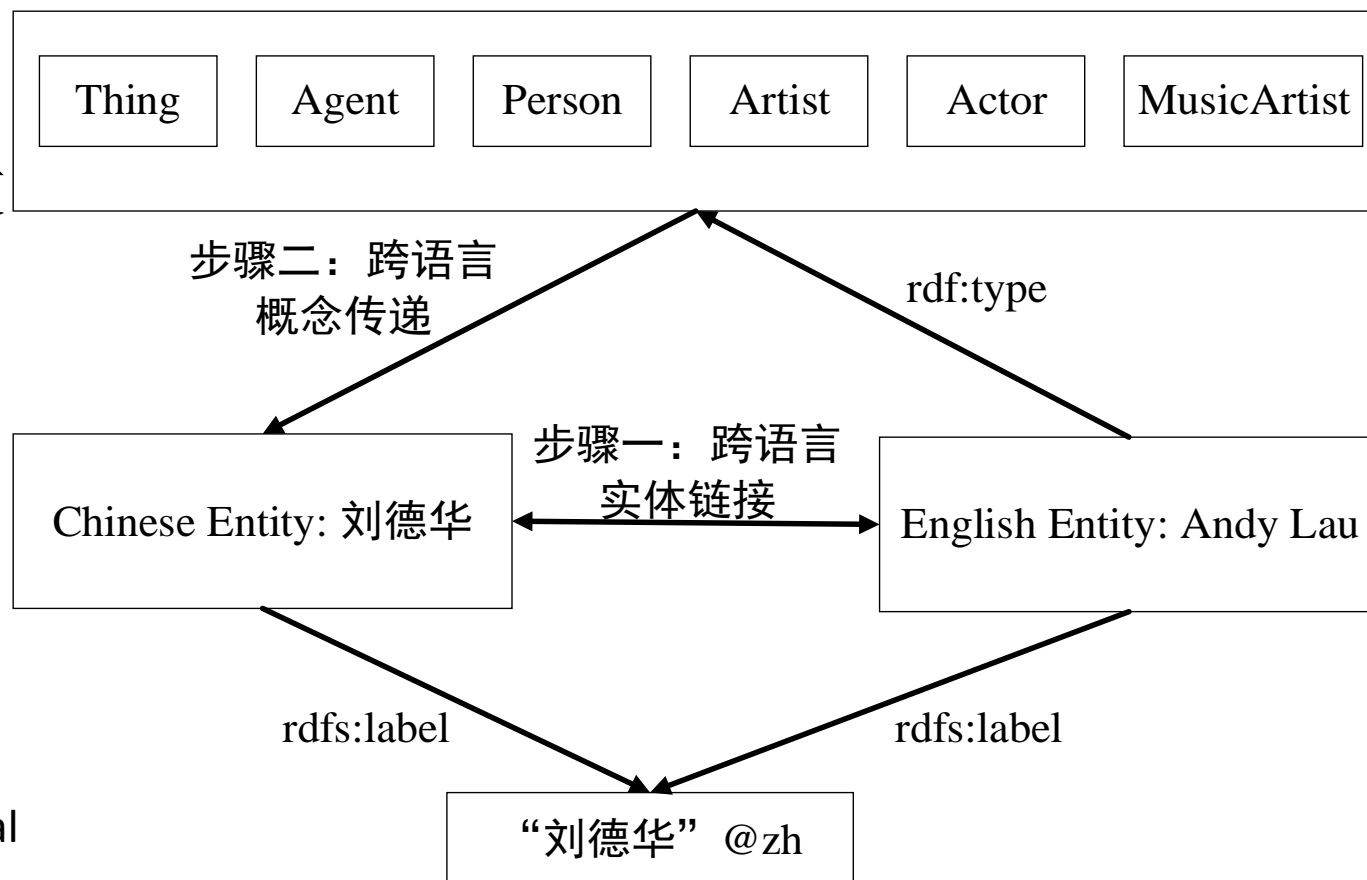 Thing
Agent
Person
Artist
Actor
MusicArtist
步骤二：跨语言
概念传递
rdf:type
步骤一：跨语言
实体链接
Chinese Entity: 刘德华
English Entity: Andy Lau
rdfs:label
rdfs:label
“刘德华” @zh
al